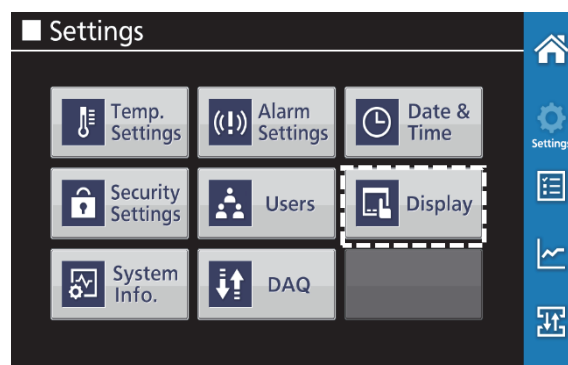 Settings
Temp.
Settings
Alarm
Settings
Date &
Time
Settings
Security
Settings
Users
Display
System
Info.
DAQ